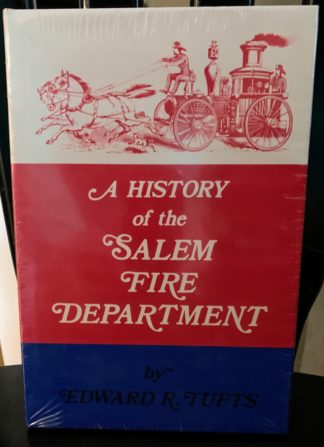 A HISTORY
of the
SALEM
FIRE
DEPARTMENT
by
EDWARD R. TUFTS